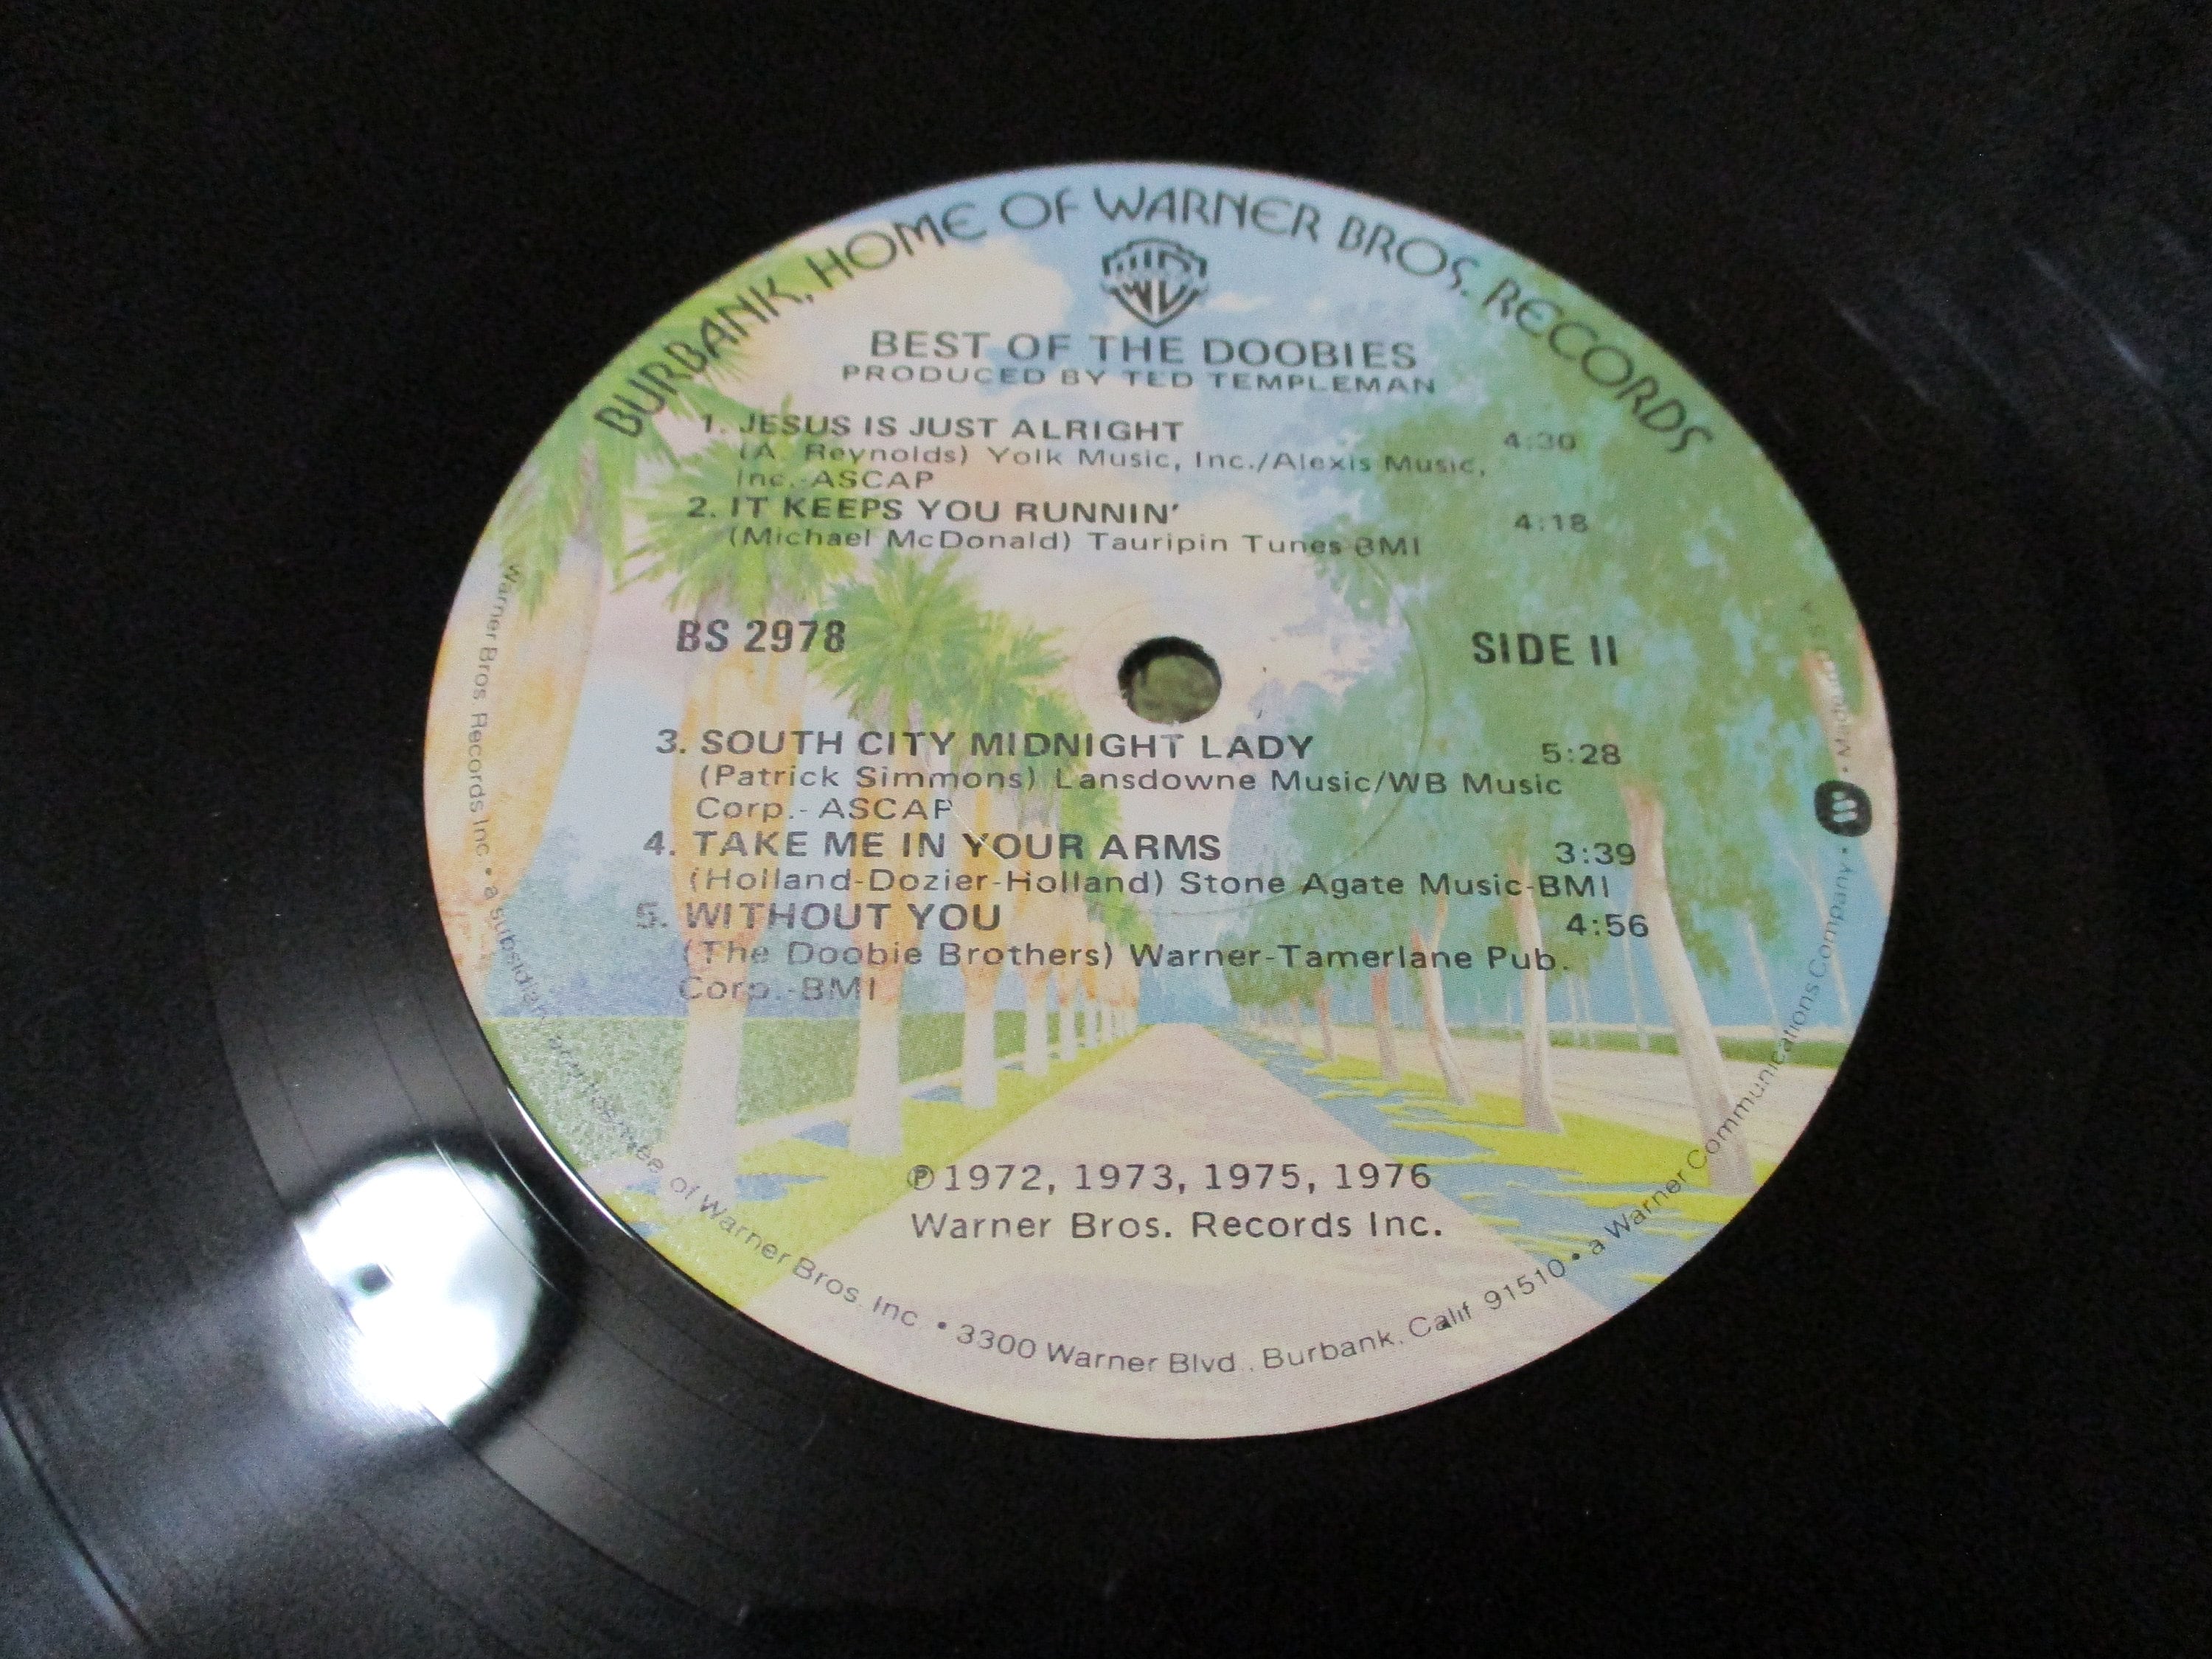 BURBANK, HOME OF WARNER BROS. RECORDS
BEST OF THE DOOBIES
PRODUCED BY TED TEMPLEMAN
1. JESUS IS JUST ALRIGHT 4:30
(A. Reynolds) Yolk Music, Inc./Alexis Music,
Inc.-ASCAP
2. IT KEEPS YOU RUNNIN' 4:18
(Michael McDonald) Tauripin Tunes-BMI
BS 2978
SIDE II
3. SOUTH CITY MIDNIGHT LADY 5:28
(Patrick Simmons) Lansdowne Music/WB Music
Corp.-ASCAP
4. TAKE ME IN YOUR ARMS 3:39
(Holland-Dozier-Holland) Stone Agate Music-BMI
5. WITHOUT YOU 4:56
(The Doobie Brothers) Warner-Tamerlane Pub.
Corp.-BMI
℗1972, 1973, 1975, 1976
Warner Bros. Records Inc.
Warner Bros. Records Inc. • a subsidiary of Warner Bros. Inc. • 3300 Warner Blvd., Burbank, Calif. 91510 • a Warner Communications Company •